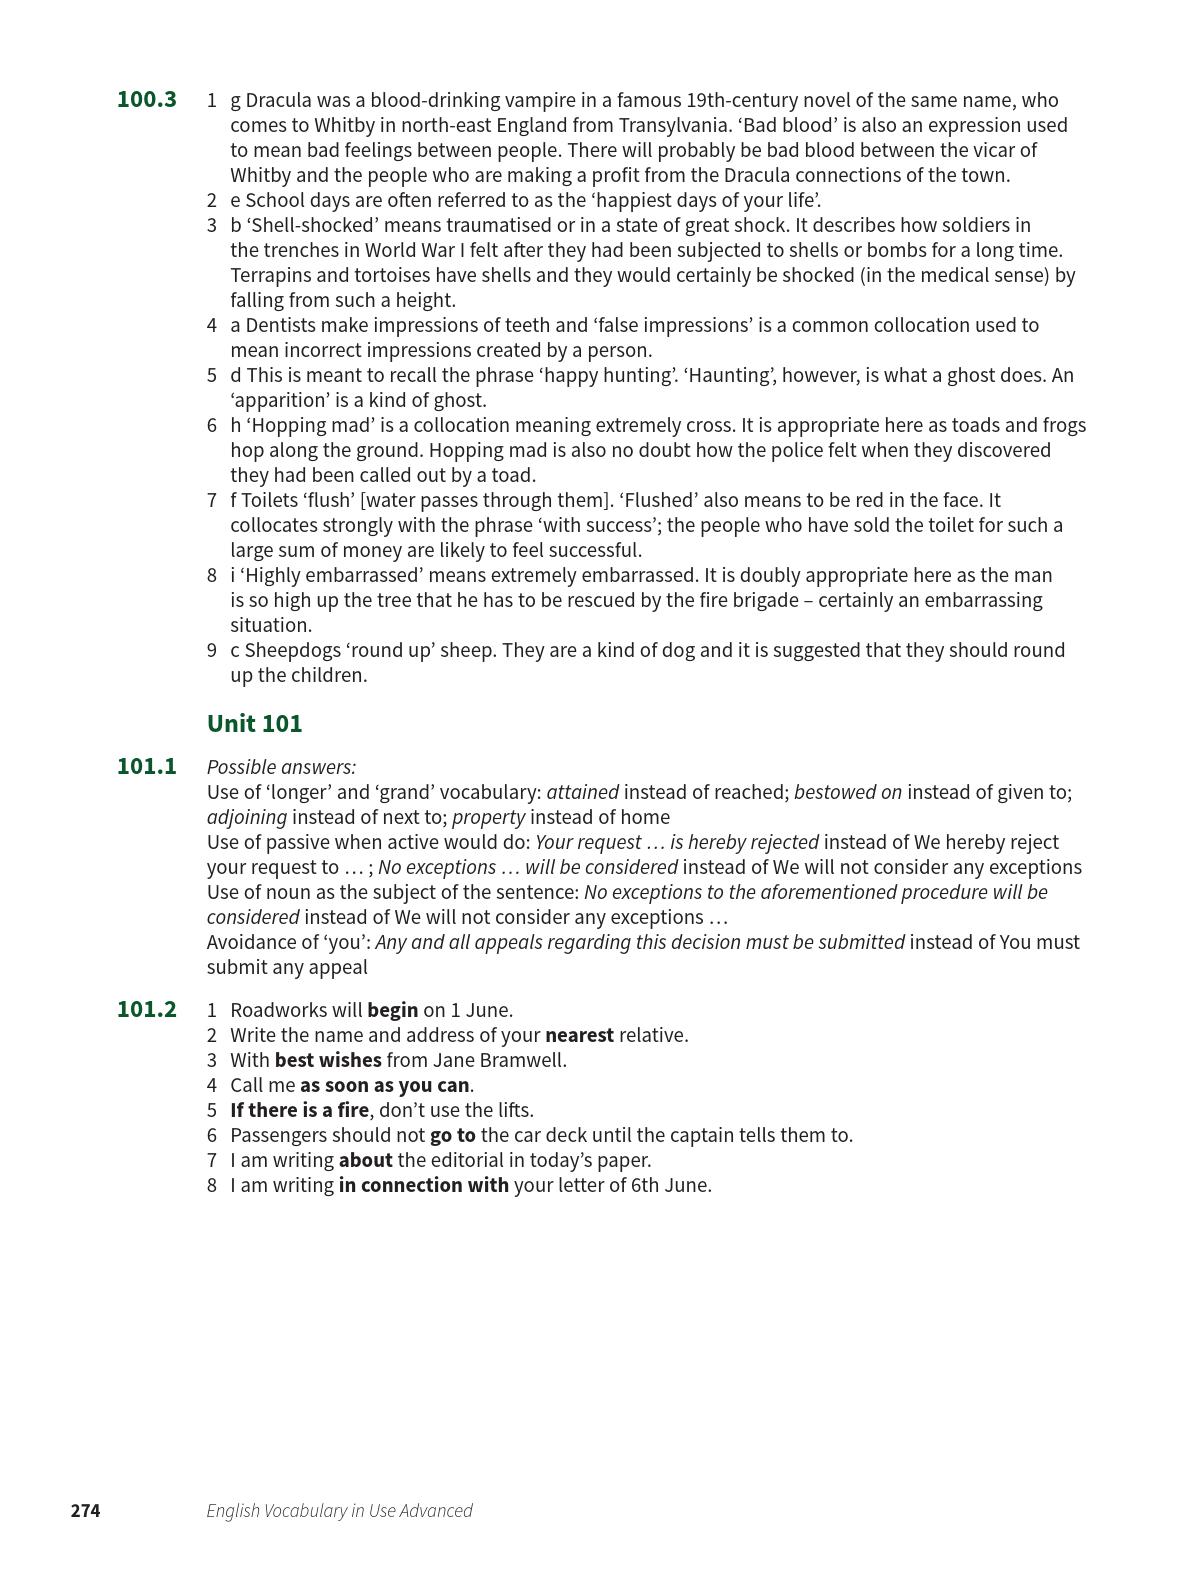 100.3 1 g Dracula was a blood-drinking vampire in a famous 19th-century novel of the same name, who
comes to Whitby in north-east England from Transylvania. ‘Bad blood’ is also an expression used
to mean bad feelings between people. There will probably be bad blood between the vicar of
Whitby and the people who are making a profit from the Dracula connections of the town.
2 e School days are often referred to as the ‘happiest days of your life’.
3 b ‘Shell-shocked’ means traumatised or in a state of great shock. It describes how soldiers in
the trenches in World War I felt after they had been subjected to shells or bombs for a long time.
Terrapins and tortoises have shells and they would certainly be shocked (in the medical sense) by
falling from such a height.
4 a Dentists make impressions of teeth and ‘false impressions’ is a common collocation used to
mean incorrect impressions created by a person.
5 d This is meant to recall the phrase ‘happy hunting’. ‘Haunting’, however, is what a ghost does. An
‘apparition’ is a kind of ghost.
6 h ‘Hopping mad’ is a collocation meaning extremely cross. It is appropriate here as toads and frogs
hop along the ground. Hopping mad is also no doubt how the police felt when they discovered
they had been called out by a toad.
7 f Toilets ‘flush’ [water passes through them]. ‘Flushed’ also means to be red in the face. It
collocates strongly with the phrase ‘with success’; the people who have sold the toilet for such a
large sum of money are likely to feel successful.
8 i ‘Highly embarrassed’ means extremely embarrassed. It is doubly appropriate here as the man
is so high up the tree that he has to be rescued by the fire brigade – certainly an embarrassing
situation.
9 c Sheepdogs ‘round up’ sheep. They are a kind of dog and it is suggested that they should round
up the children.
Unit 101
101.1 Possible answers:
Use of ‘longer’ and ‘grand’ vocabulary: attained instead of reached; bestowed on instead of given to;
adjoining instead of next to; property instead of home
Use of passive when active would do: Your request … is hereby rejected instead of We hereby reject
your request to … ; No exceptions … will be considered instead of We will not consider any exceptions
Use of noun as the subject of the sentence: No exceptions to the aforementioned procedure will be
considered instead of We will not consider any exceptions …
Avoidance of ‘you’: Any and all appeals regarding this decision must be submitted instead of You must
submit any appeal
101.2 1 Roadworks will begin on 1 June.
2 Write the name and address of your nearest relative.
3 With best wishes from Jane Bramwell.
4 Call me as soon as you can.
5 If there is a fire, don’t use the lifts.
6 Passengers should not go to the car deck until the captain tells them to.
7 I am writing about the editorial in today’s paper.
8 I am writing in connection with your letter of 6th June.
274 English Vocabulary in Use Advanced